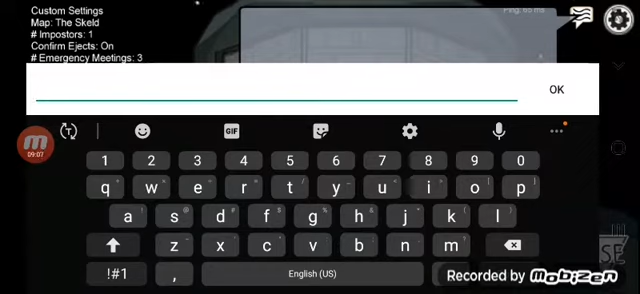 Custom Settings
Map: The Skeld
# Impostors: 1
Confirm Ejects: On
# Emergency Meetings: 3
Ping: 65 ms
OK
GIF
09:07
1 2 3 4 5 6 7 8 9 0
q w e r t y u i o p
a s d f g h j k l
z x c v b n m
!#1 , English (US)
SE
Recorded by Mobizen